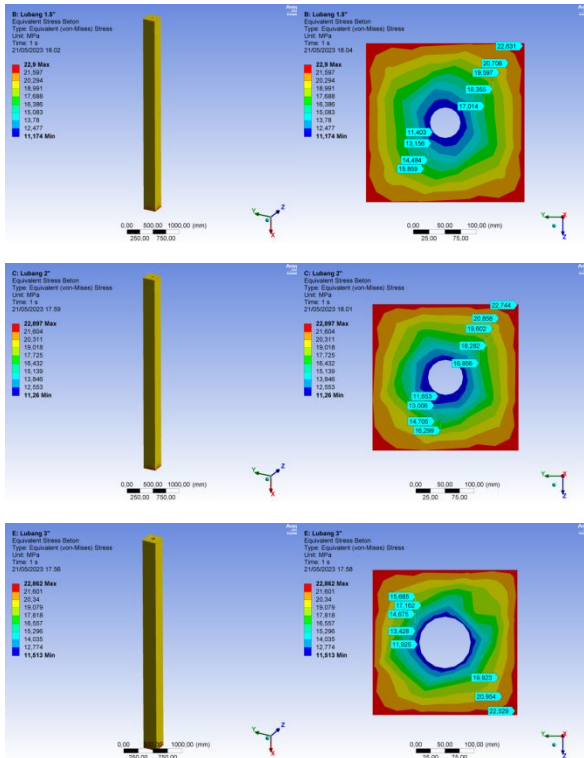 B: Lubang 1.5"
Equivalent Stress Beton
Type: Equivalent (von-Mises) Stress
Unit: MPa
Time: 1 s
21/05/2023 18.02
22,9 Max
21,597
20,294
18,991
17,688
16,386
15,083
13,78
12,477
11,174 Min
0,00 500,00 1000,00 (mm)
250,00 750,00
Y
Z
X
B: Lubang 1.5"
Equivalent Stress Beton
Type: Equivalent (von-Mises) Stress
Unit: MPa
Time: 1 s
21/05/2023 18.04
22,9 Max
21,597
20,294
18,991
17,688
16,386
15,083
13,78
12,477
11,174 Min
22,631
20,706
19,597
18,355
17,014
11,403
13,156
14,484
15,859
0,00 50,00 100,00 (mm)
25,00 75,00
Y
Z
X
C: Lubang 2"
Equivalent Stress Beton
Type: Equivalent (von-Mises) Stress
Unit: MPa
Time: 1 s
21/05/2023 17.59
22,897 Max
21,604
20,311
19,018
17,725
16,432
15,139
13,846
12,553
11,26 Min
0,00 500,00 1000,00 (mm)
250,00 750,00
Y
Z
X
C: Lubang 2"
Equivalent Stress Beton
Type: Equivalent (von-Mises) Stress
Unit: MPa
Time: 1 s
21/05/2023 18.01
22,897 Max
21,604
20,311
19,018
17,725
16,432
15,139
13,846
12,553
11,26 Min
22,744
20,858
19,602
18,282
11,653
13,006
14,705
16,298
0,00 50,00 100,00 (mm)
25,00 75,00
Y
Z
X
E: Lubang 3"
Equivalent Stress Beton
Type: Equivalent (von-Mises) Stress
Unit: MPa
Time: 1 s
21/05/2023 17.58
22,862 Max
21,601
20,34
19,079
17,818
16,557
15,296
14,035
12,774
11,513 Min
0,00 500,00 1000,00 (mm)
250,00 750,00
Y
Z
X
E: Lubang 3"
Equivalent Stress Beton
Type: Equivalent (von-Mises) Stress
Unit: MPa
Time: 1 s
21/05/2023 17.58
22,862 Max
21,601
20,34
19,079
17,818
16,557
15,296
14,035
12,774
11,513 Min
15,685
17,162
14,675
13,428
11,925
19,923
20,954
22,329
0,00 50,00 100,00 (mm)
25,00 75,00
Y
Z
X